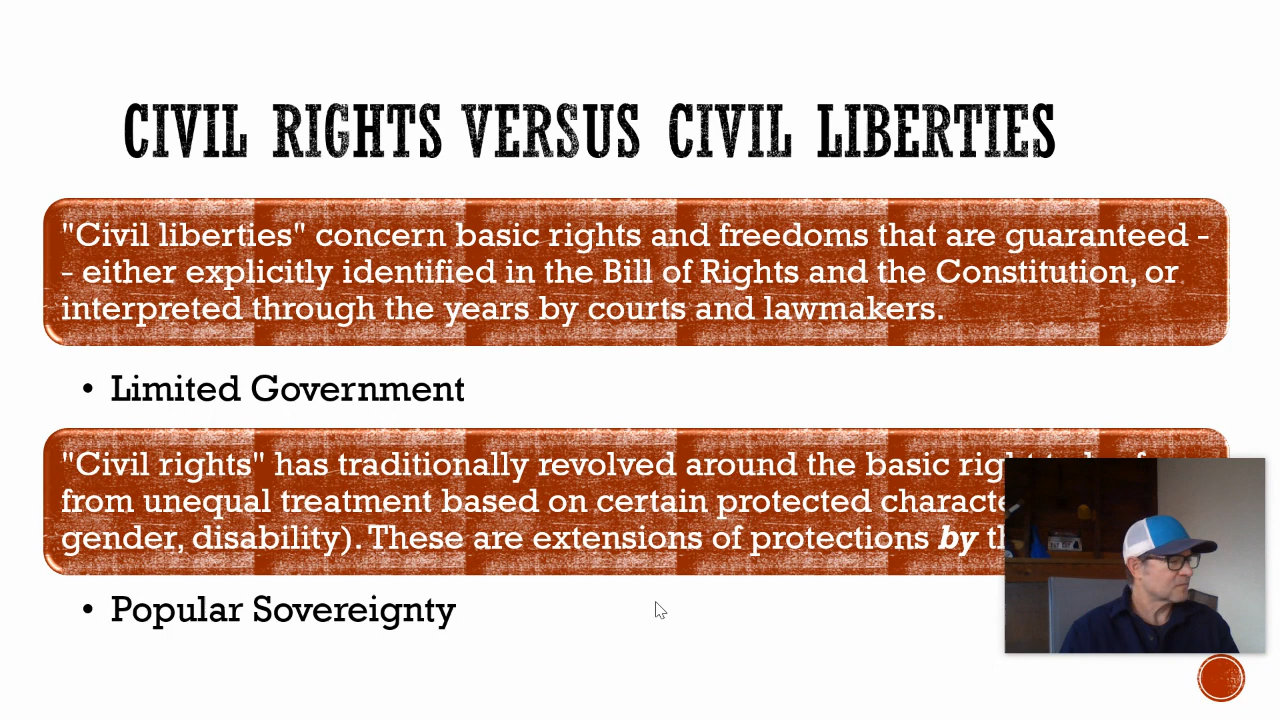 CIVIL RIGHTS VERSUS CIVIL LIBERTIES
"Civil liberties" concern basic rights and freedoms that are guaranteed -
- either explicitly identified in the Bill of Rights and the Constitution, or
interpreted through the years by courts and lawmakers.
• Limited Government
"Civil rights" has traditionally revolved around the basic
from unequal treatment based on certain protected
gender, disability). These are extensions of protections by
• Popular Sovereignty